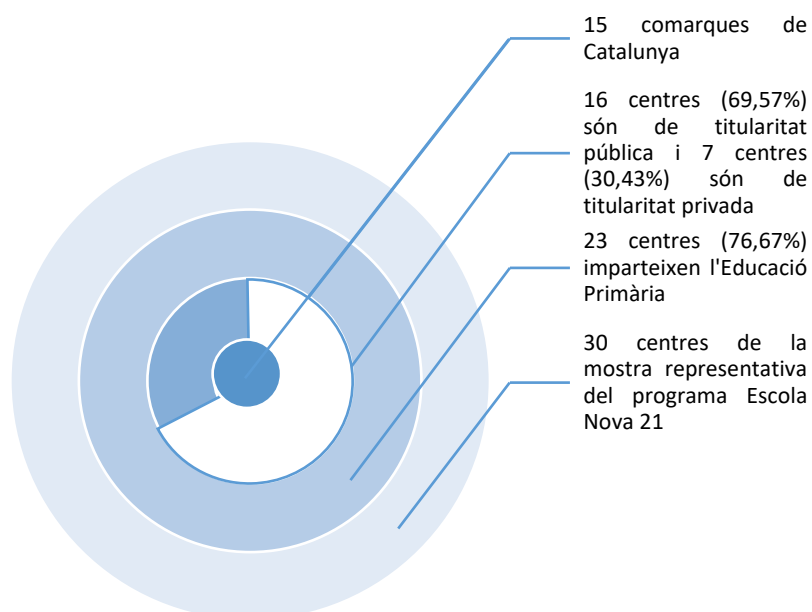 15 comarques de
Catalunya
16 centres (69,57%)
són de titularitat
pública i 7 centres
(30,43%) són de
titularitat privada
23 centres (76,67%)
imparteixen l'Educació
Primària
30 centres de la
mostra representativa
del programa Escola
Nova 21